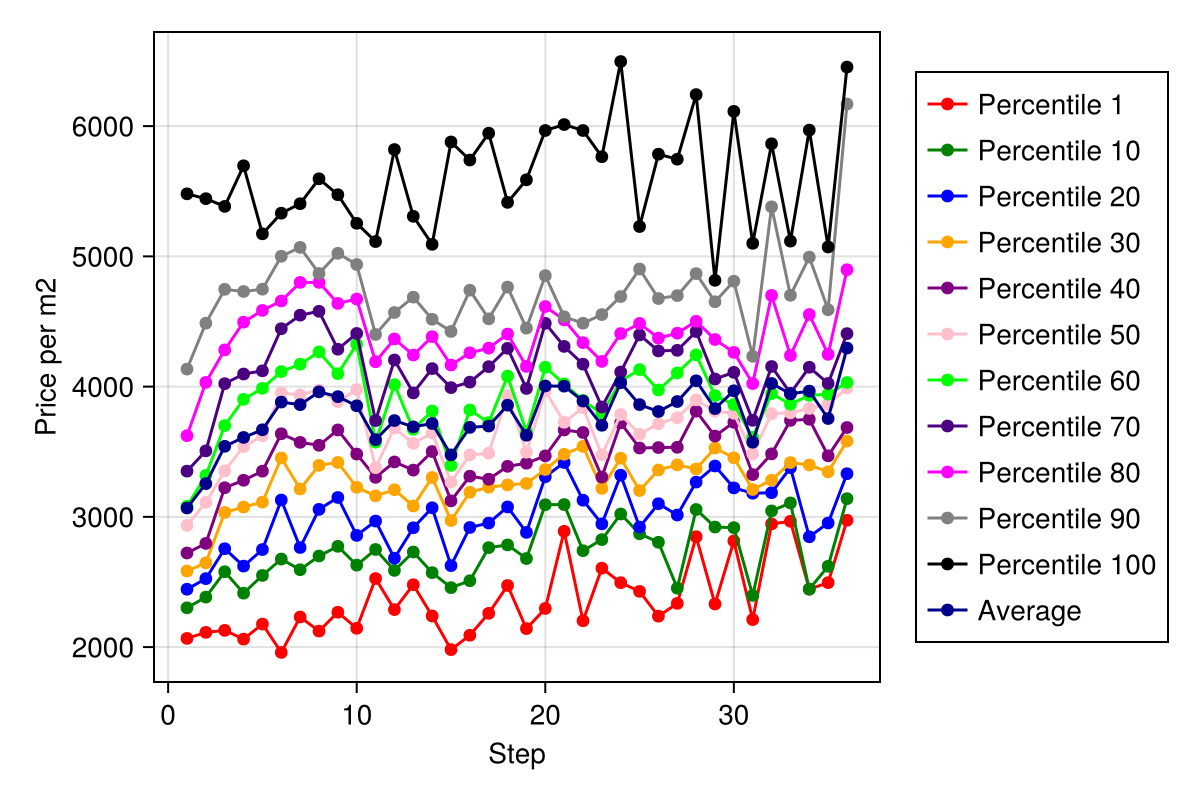 Price per m2
6000
5000
4000
3000
2000
0
10
20
30
Step
Percentile 1
Percentile 10
Percentile 20
Percentile 30
Percentile 40
Percentile 50
Percentile 60
Percentile 70
Percentile 80
Percentile 90
Percentile 100
Average